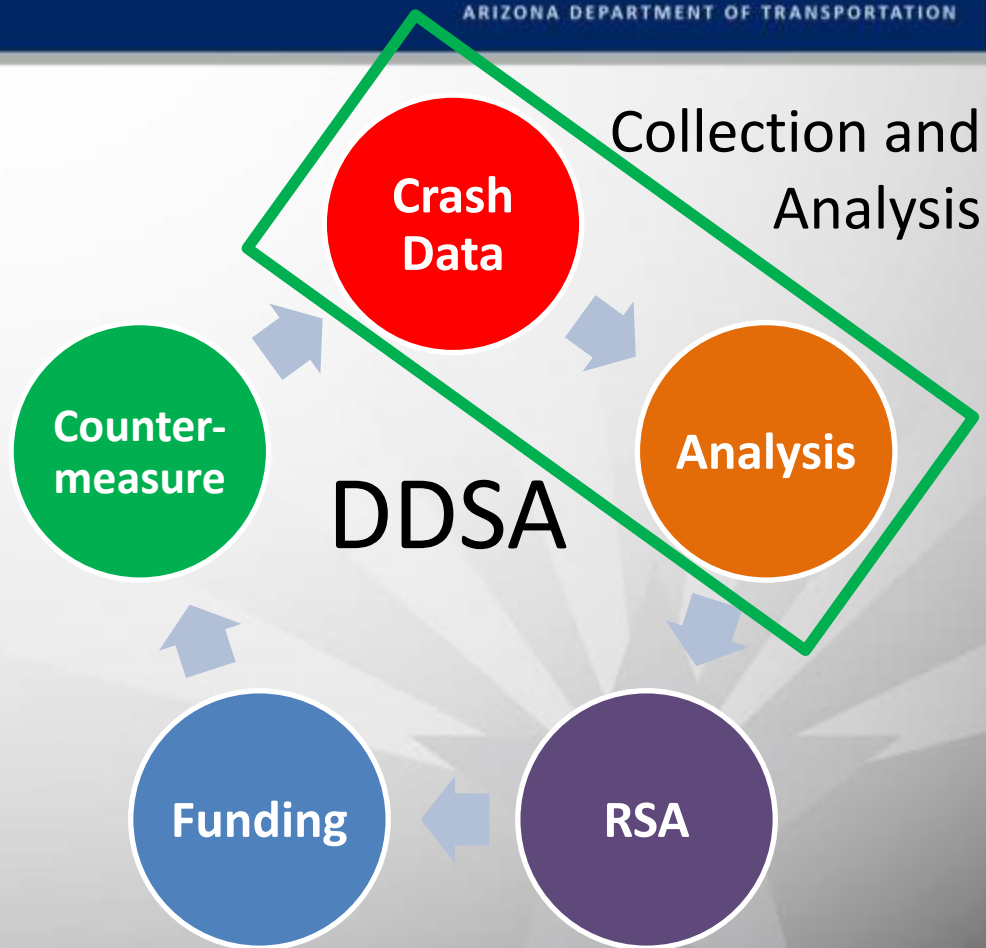 ARIZONA DEPARTMENT OF TRANSPORTATION
Collection and
Analysis
Crash
Data
Analysis
Counter-
measure
DDSA
Funding
RSA